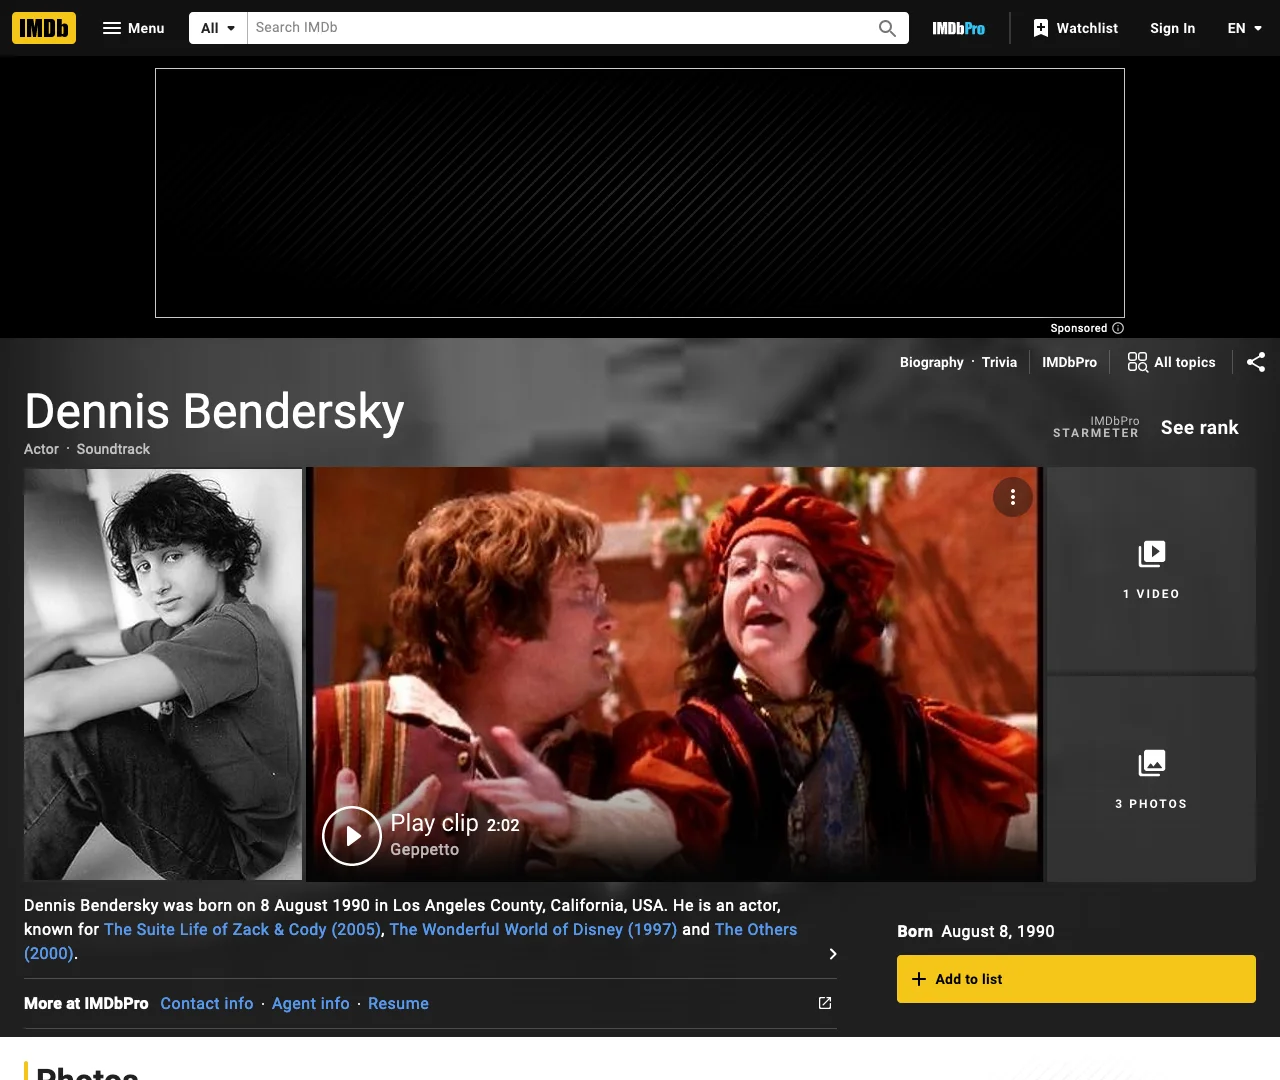 IMDb
Menu
All
Search IMDb
IMDbPro
Watchlist
Sign In
EN
Sponsored
Biography · Trivia
IMDbPro
All topics
Dennis Bendersky
Actor · Soundtrack
IMDbPro
STARMETER
See rank
Play clip 2:02
Geppetto
1 VIDEO
3 PHOTOS
Dennis Bendersky was born on 8 August 1990 in Los Angeles County, California, USA. He is an actor,
known for The Suite Life of Zack & Cody (2005), The Wonderful World of Disney (1997) and The Others
(2000).
More at IMDbPro Contact info · Agent info · Resume
Born August 8, 1990
Add to list
Photos